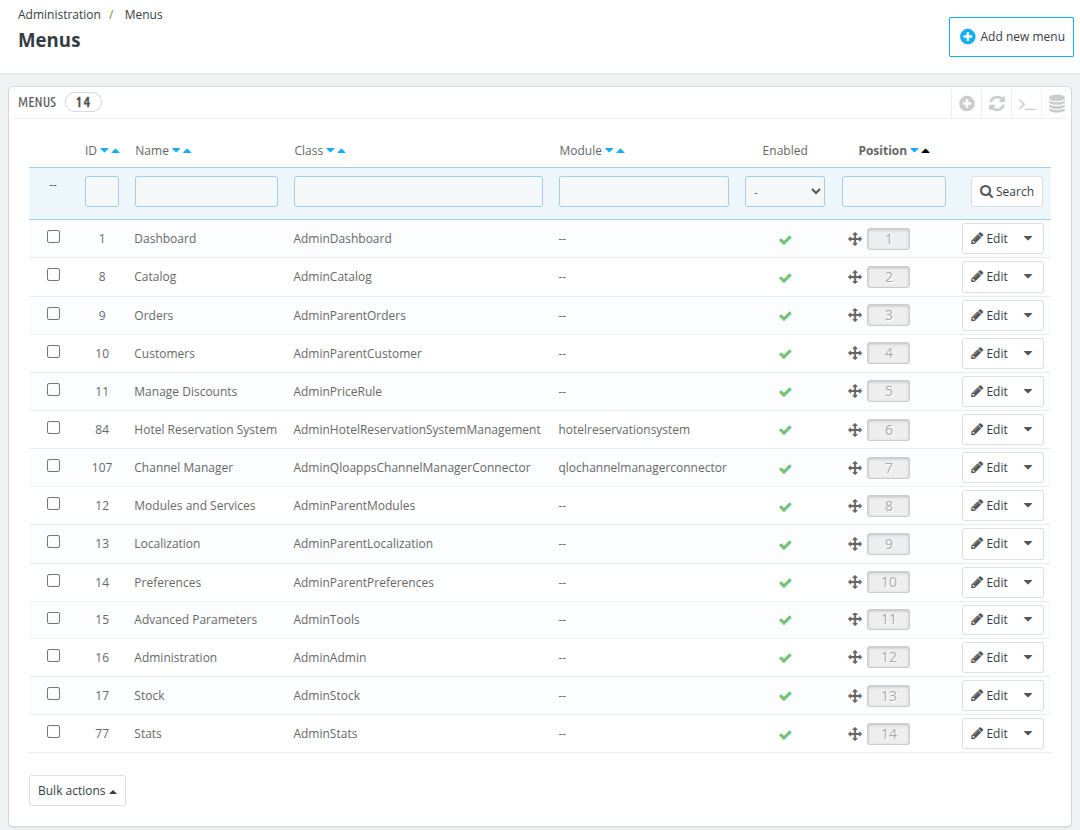 Administration / Menus
Menus
Add new menu
MENUS 14
ID Name Class Module Enabled Position
-- - Search
1 Dashboard AdminDashboard -- 1 Edit
8 Catalog AdminCatalog -- 2 Edit
9 Orders AdminParentOrders -- 3 Edit
10 Customers AdminParentCustomer -- 4 Edit
11 Manage Discounts AdminPriceRule -- 5 Edit
84 Hotel Reservation System AdminHotelReservationSystemManagement hotelreservationsystem 6 Edit
107 Channel Manager AdminQloappsChannelManagerConnector qlochannelmanagerconnector 7 Edit
12 Modules and Services AdminParentModules -- 8 Edit
13 Localization AdminParentLocalization -- 9 Edit
14 Preferences AdminParentPreferences -- 10 Edit
15 Advanced Parameters AdminTools -- 11 Edit
16 Administration AdminAdmin -- 12 Edit
17 Stock AdminStock -- 13 Edit
77 Stats AdminStats -- 14 Edit
Bulk actions